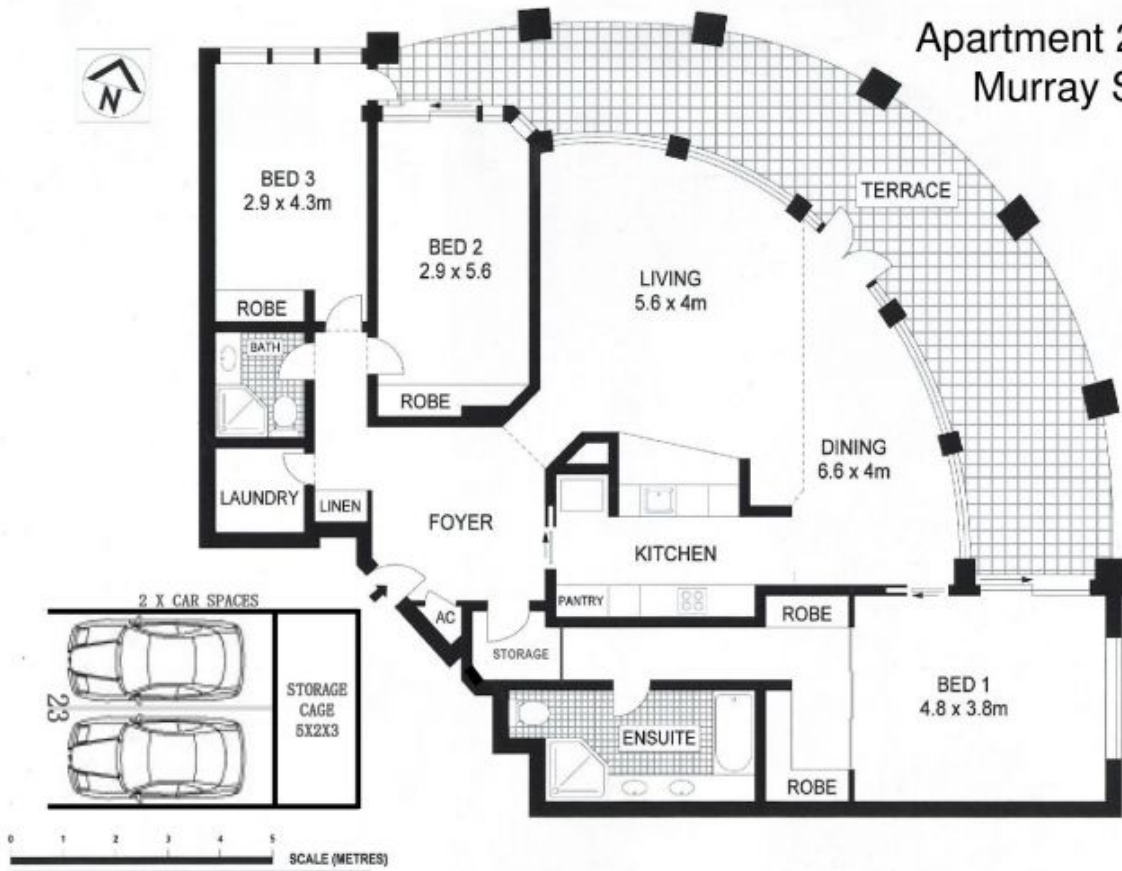 Apartment 2
Murray S
N
BED 3
2.9 x 4.3m
BED 2
2.9 x 5.6
TERRACE
LIVING
5.6 x 4m
ROBE
BATH
ROBE
DINING
6.6 x 4m
LAUNDRY
LINEN
FOYER
KITCHEN
PANTRY
AC
STORAGE
ROBE
BED 1
4.8 x 3.8m
ENSUITE
ROBE
2 X CAR SPACES
23
STORAGE
CAGE
5X2X3
0 1 2 3 4 5
SCALE (METRES)